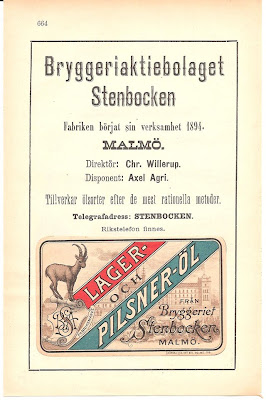 664
Bryggeriaktiebolaget
Stenbocken
Fabriken börjat sin verksamhet 1894.
MALMÖ.
Direktör: Chr. Willerup.
Disponent: Axel Agri.
Tillverkar ölsorter efter de mest rationella metoder.
Telegrafadress: STENBOCKEN.
Rikstelefon finnes.
LAGER-
OCH
PILSNER-ÖL
FRÅN
Bryggeriet
Stenbocken
MALMÖ.